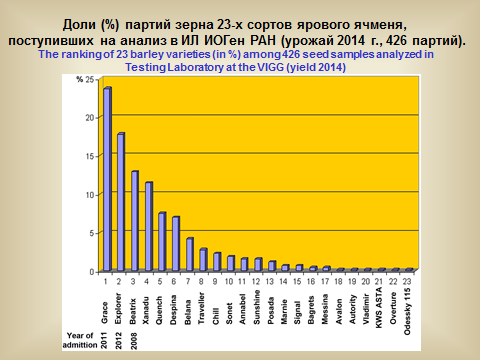 Доли (%) партий зерна 23-х сортов ярового ячменя,
поступивших на анализ в ИЛ ИОГен РАН (урожай 2014 г., 426 партий).
The ranking of 23 barley varieties (in %) among 426 seed samples analyzed in
Testing Laboratory at the VIGG (yield 2014)
%
25
20
15
10
5
0
1 2 3 4 5 6 7 8 9 10 11 12 13 14 15 16 17 18 19 20 21 22 23
Grace
Explorer
Beatrix
Xanadu
Quench
Despina
Belana
Traveller
Chill
Sonet
Annabel
Sunshine
Posada
Marnie
Signal
Bagrets
Messina
Avalon
Autority
Vladimir
KWS ASTA
Overture
Odessky 115
Year of
admittion
2011
2012
2008